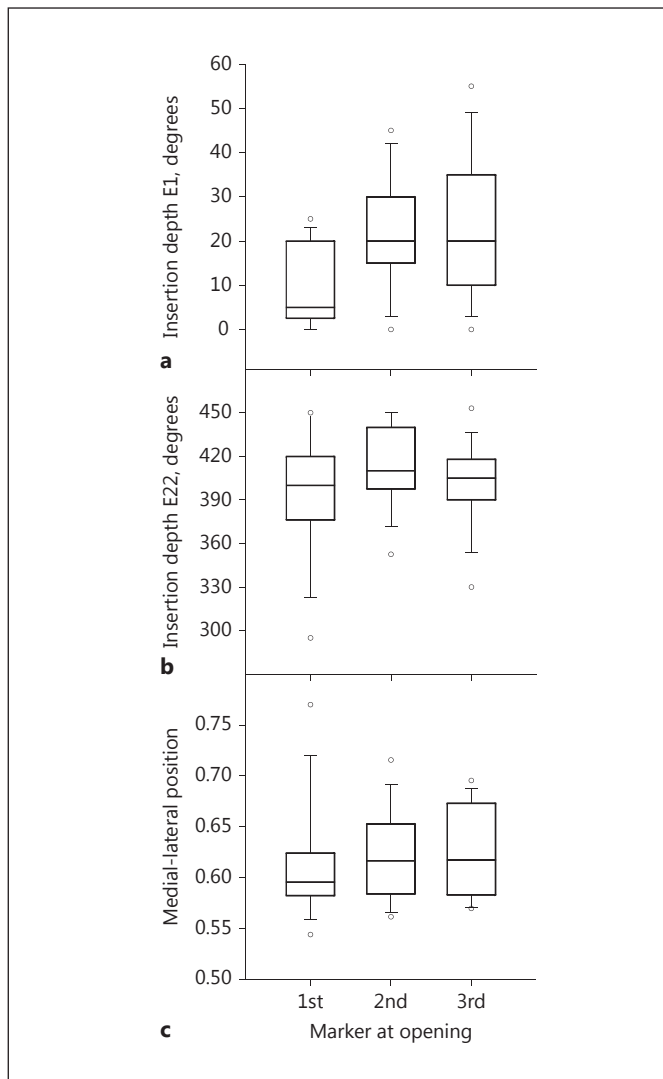 Insertion depth E1, degrees
60
50
40
30
20
10
0
a
Insertion depth E22, degrees
450
420
390
360
330
300
b
Medial-lateral position
0.75
0.70
0.65
0.60
0.55
0.50
1st 2nd 3rd
c Marker at opening